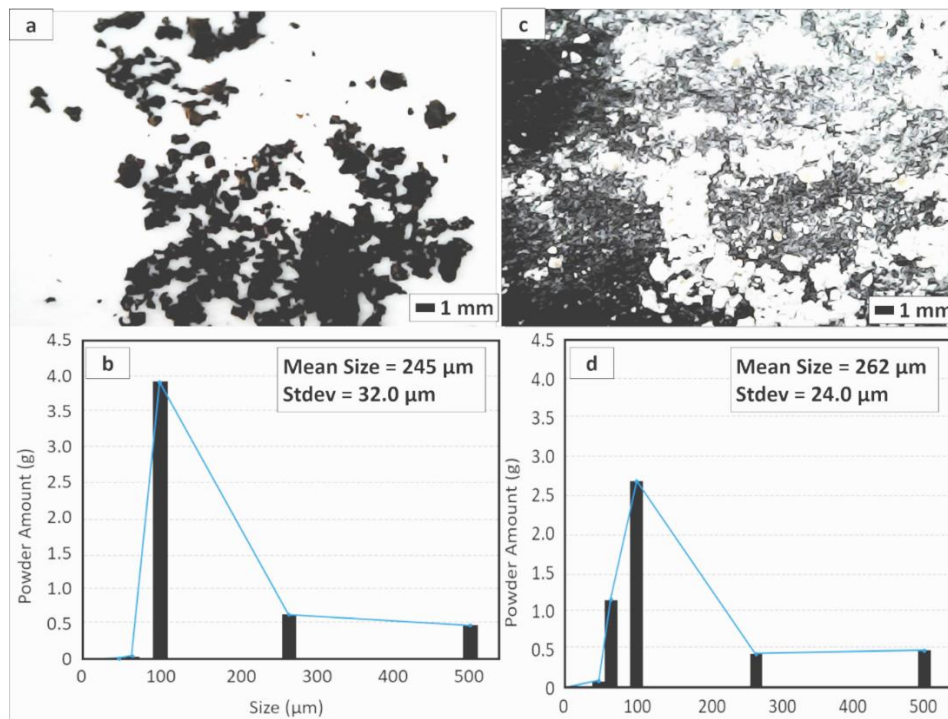 a
1 mm
c
1 mm
b
Mean Size = 245 µm
Stdev = 32.0 µm
4.5
4.0
3.5
3.0
2.5
2.0
1.5
1.0
0.5
0
Powder Amount (g)
0 100 200 300 400 500
Size (µm)
d
Mean Size = 262 µm
Stdev = 24.0 µm
4.5
4.0
3.5
3.0
2.5
2.0
1.5
1.0
0.5
0
Powder Amount (g)
0 100 200 300 400 500